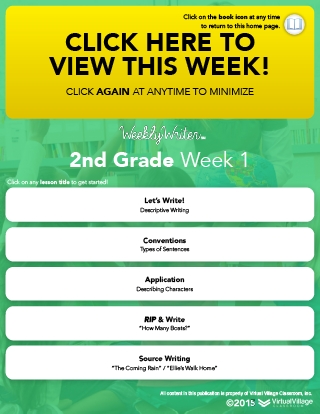 Click on the book icon at any time
to return to this home page.
CLICK HERE TO
VIEW THIS WEEK!
CLICK AGAIN AT ANYTIME TO MINIMIZE
WeeklyWriter
2nd Grade Week 1
Click on any lesson title to get started!
Let's Write!
Descriptive Writing
Conventions
Types of Sentences
Application
Describing Characters
RIP & Write
"How Many Boats?"
Source Writing
"The Coming Rain" / "Ellie's Walk Home"
All content in this publication is property of Virtual Village Classroom, Inc.
©2015 VirtualVillage
CLASSROOM